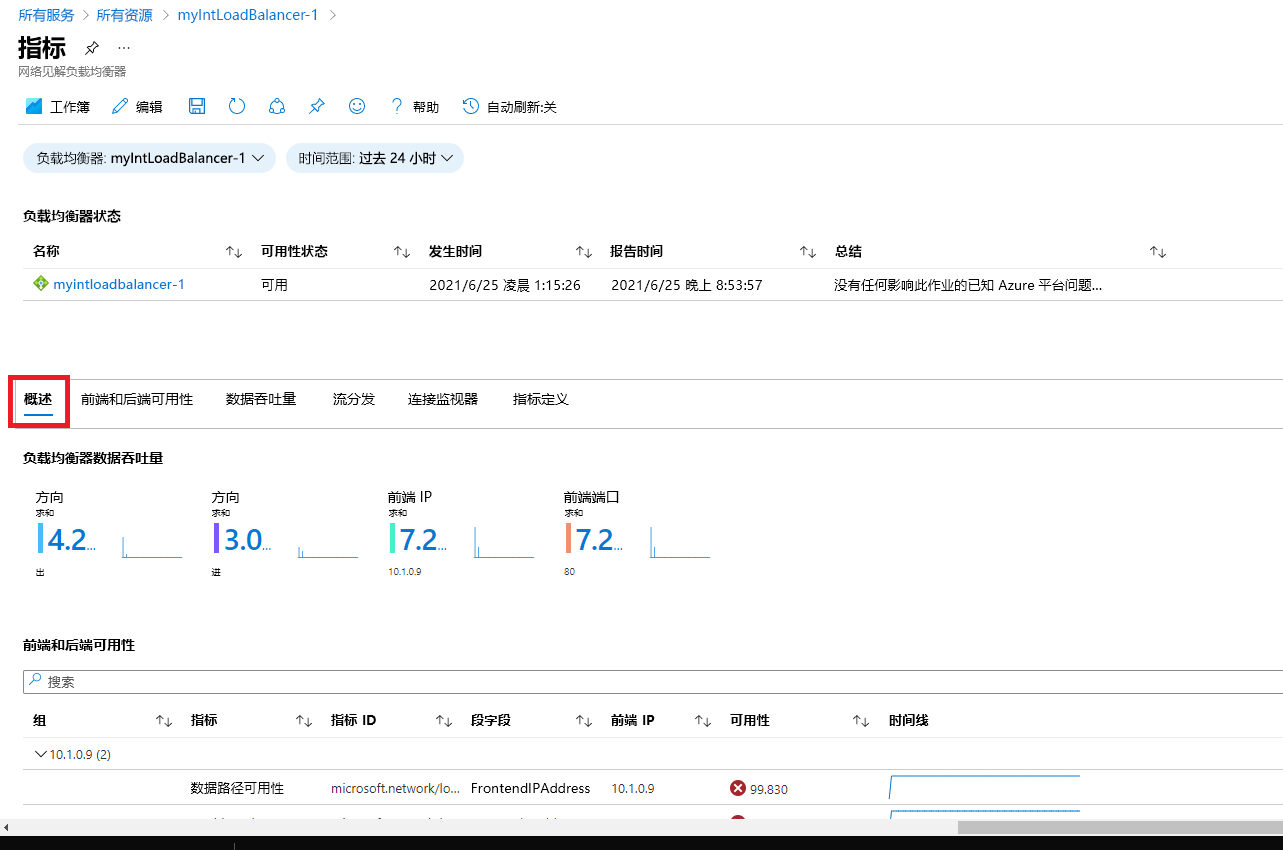 所有服务 > 所有资源 > myIntLoadBalancer-1 >
指标 ...
网络见解负载均衡器
工作簿 编辑 ? 帮助 自动刷新:关
负载均衡器: myIntLoadBalancer-1 时间范围: 过去 24 小时
负载均衡器状态
名称 ↑↓ 可用性状态 ↑↓ 发生时间 ↑↓ 报告时间 ↑↓ 总结 ↑↓
myintloadbalancer-1 可用 2021/6/25 凌晨 1:15:26 2021/6/25 晚上 8:53:57 没有任何影响此作业的已知 Azure 平台问题...
概述 前端和后端可用性 数据吞吐量 流分发 连接监视器 指标定义
负载均衡器数据吞吐量
方向 方向 前端 IP 前端端口
求和 求和 求和 求和
4.2... 3.0... 7.2... 7.2...
出 进 10.1.0.9 80
前端和后端可用性
搜索
组 ↑↓ 指标 ↑↓ 指标 ID ↑↓ 段字段 ↑↓ 前端 IP ↑↓ 可用性 ↑↓ 时间线
10.1.0.9 (2)
数据路径可用性 microsoft.network/lo... FrontendIPAddress 10.1.0.9 99.830